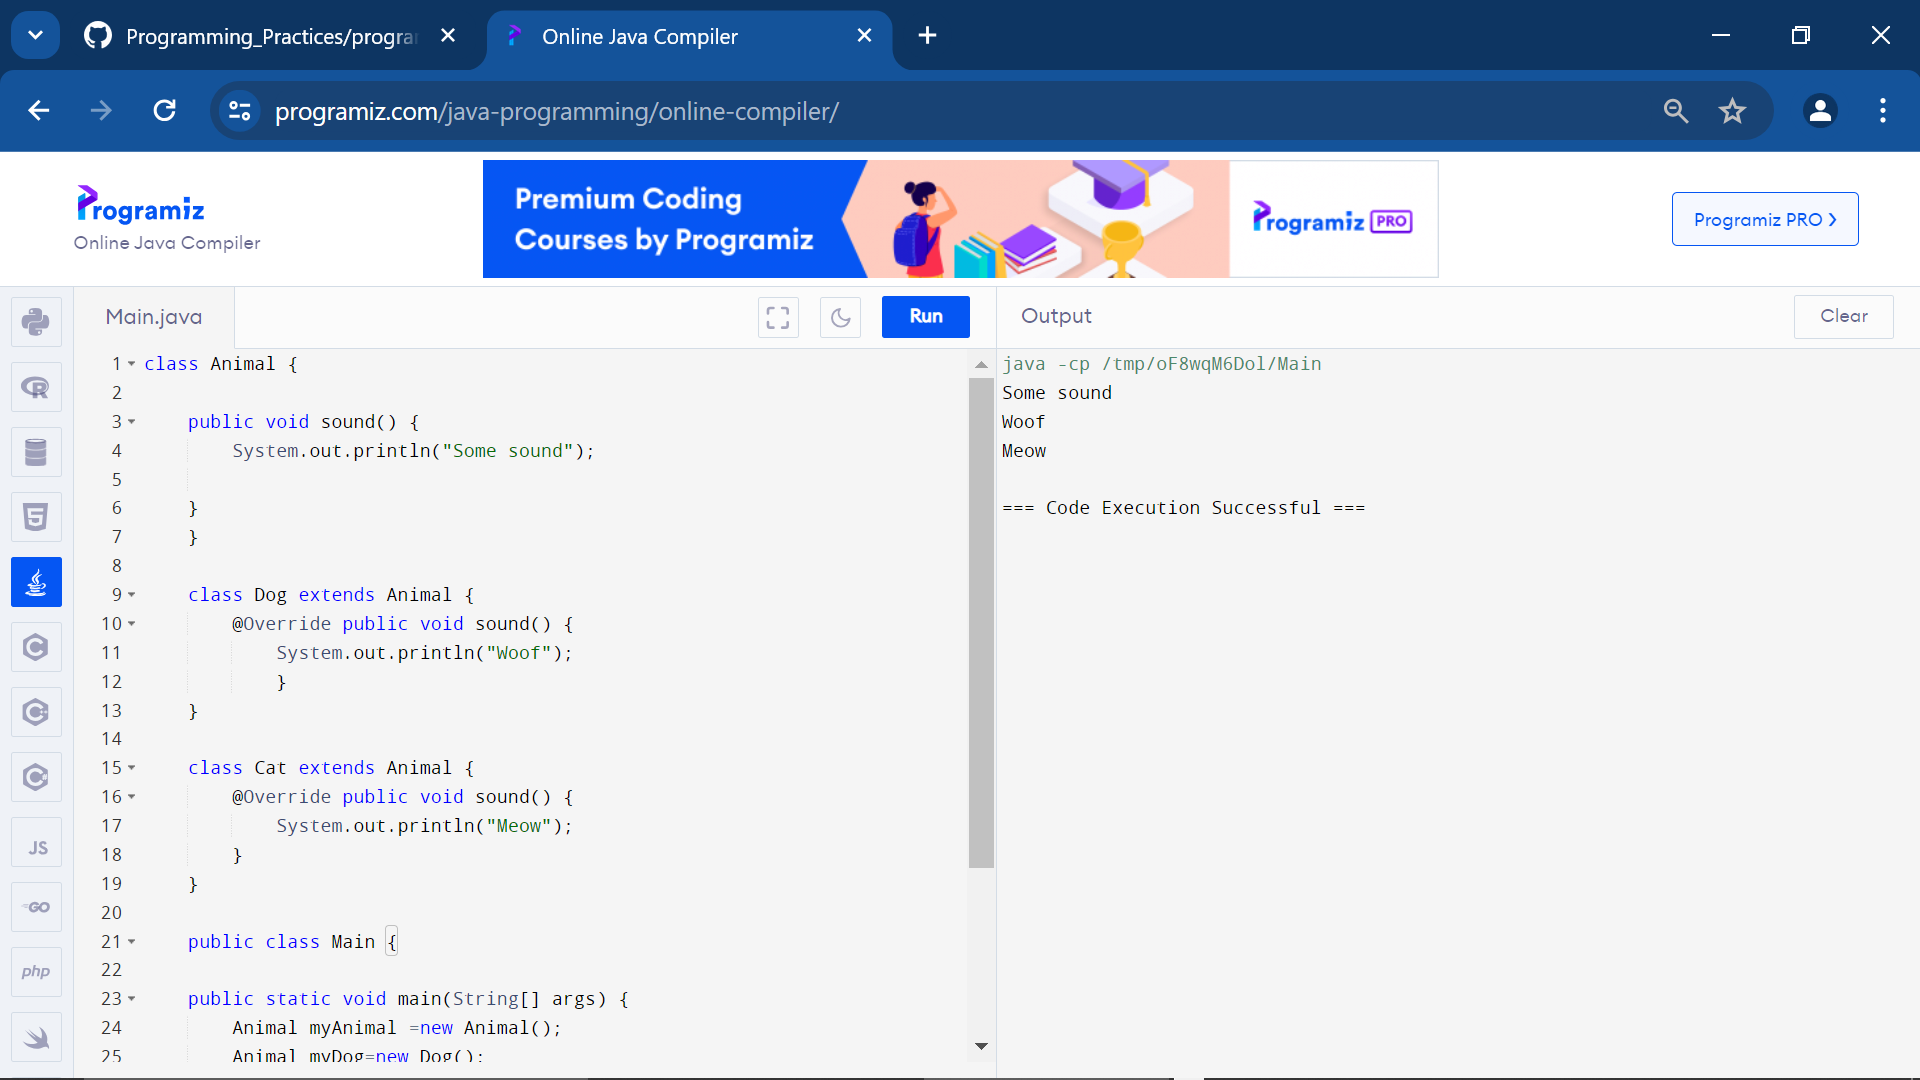 Programming_Practices/progra
Online Java Compiler
programiz.com/java-programming/online-compiler/
Programiz
Online Java Compiler
Premium Coding
Courses by Programiz
Programiz PRO
Programiz PRO
Main.java
Run
Output
Clear
1 class Animal {
2
3 public void sound() {
4 System.out.println("Some sound");
5
6 }
7 }
8
9 class Dog extends Animal {
10 @Override public void sound() {
11 System.out.println("Woof");
12 }
13 }
14
15 class Cat extends Animal {
16 @Override public void sound() {
17 System.out.println("Meow");
18 }
19 }
20
21 public class Main {
22
23 public static void main(String[] args) {
24 Animal myAnimal =new Animal();
25 Animal myDog=new Dog();
java -cp /tmp/oF8wqM6Dol/Main
Some sound
Woof
Meow
=== Code Execution Successful ===
R
5
C
C
C#
JS
GO
php